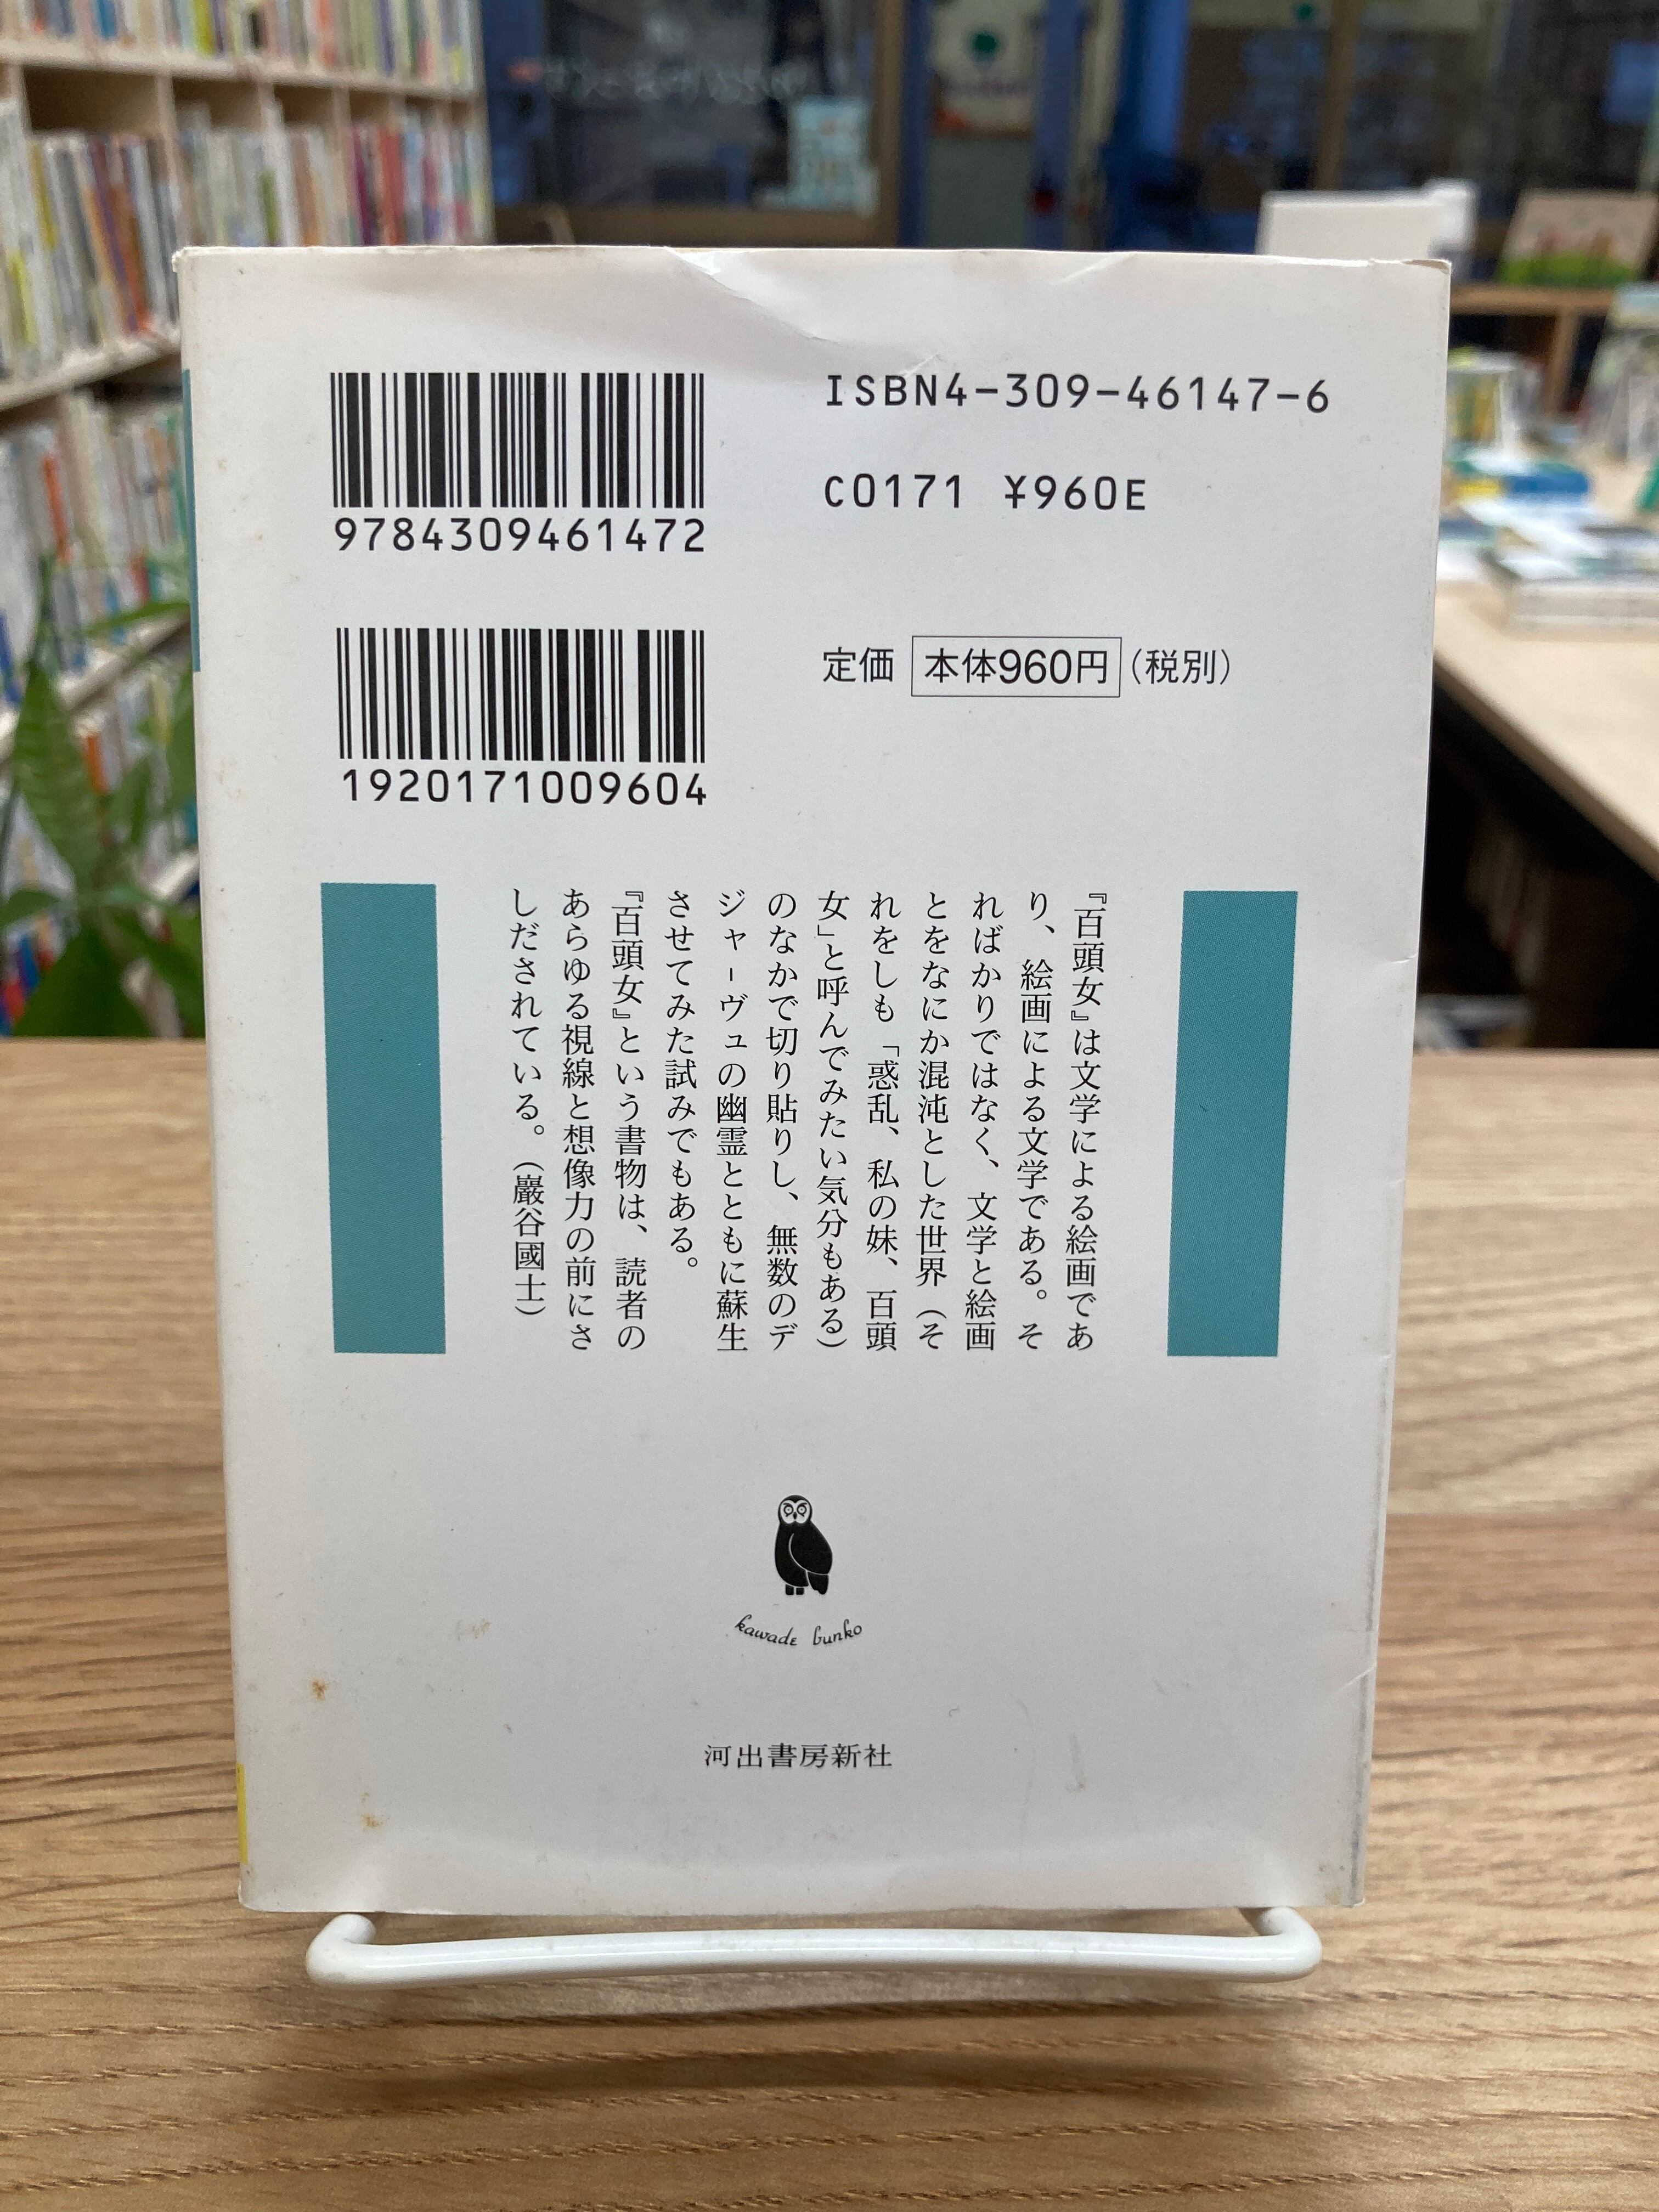 ISBN4-309-46147-6
9784309461472
C0171 ¥960E
1920171009604
定価 本体960円(税別)
『百頭女』は文学による絵画であ
り、絵画による文学である。そ
ればかりではなく、文学と絵画
とをなにか混沌とした世界(そ
れをしも「惑乱、私の妹、百頭
女」と呼んでみたい気分もある)
のなかで切り貼りし、無数のデ
ジャ-ヴュの幽霊とともに蘇生
させてみた試みでもある。
『百頭女』という書物は、読者の
あらゆる視線と想像力の前にさ
しだされている。(巖谷國士)
kawade bunko
河出書房新社